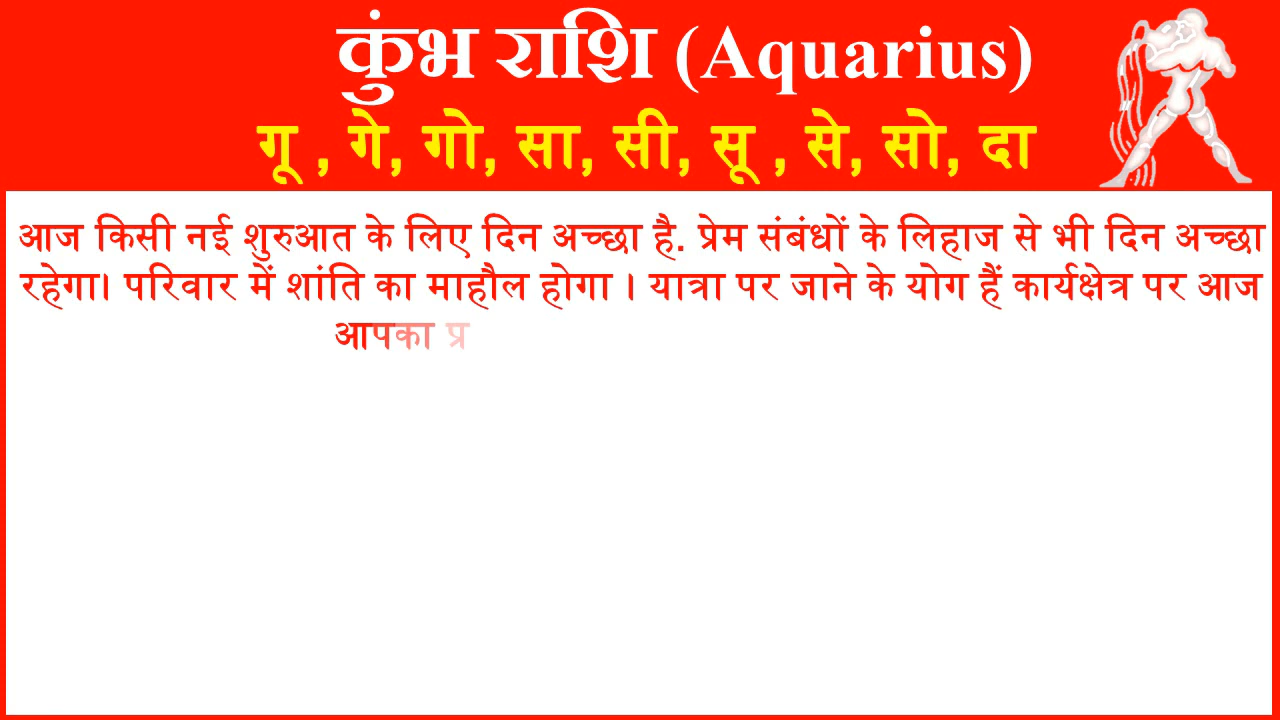 कुंभ राशि (Aquarius)
गू , गे, गो, सा, सी, सू , से, सो, दा
आज किसी नई शुरुआत के लिए दिन अच्छा है. प्रेम संबंधों के लिहाज से भी दिन अच्छा
रहेगा। परिवार में शांति का माहौल होगा । यात्रा पर जाने के योग हैं कार्यक्षेत्र पर आज
आपका प्र